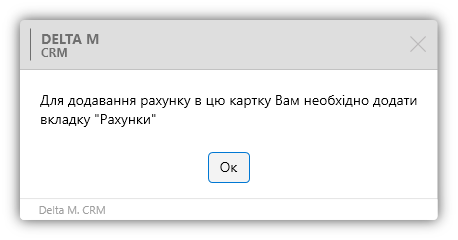 DELTA M
CRM
Для додавання рахунку в цю картку Вам необхідно додати
вкладку "Рахунки"
Ок
Delta M. CRM